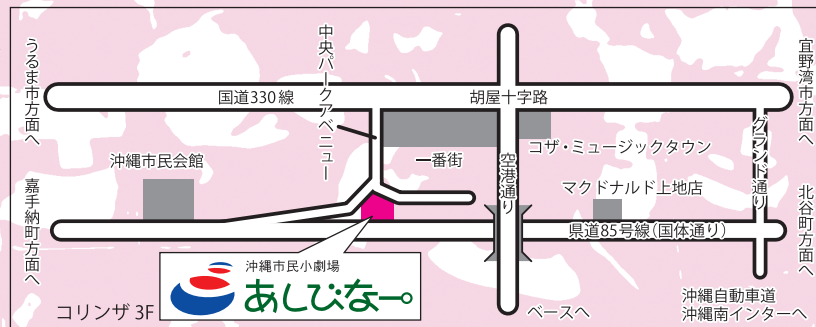 うるま市方面へ
中央パークアベニュー
宜野湾市方面へ
国道330線
胡屋十字路
グランド通り
沖縄市民会館
一番街
空港通り
コザ・ミュージックタウン
マクドナルド上地店
嘉手納町方面へ
北谷町方面へ
県道85号線(国体通り)
沖縄市民小劇場
あしびなー
コリンザ 3F
ベースへ
沖縄自動車道
沖縄南インターへ